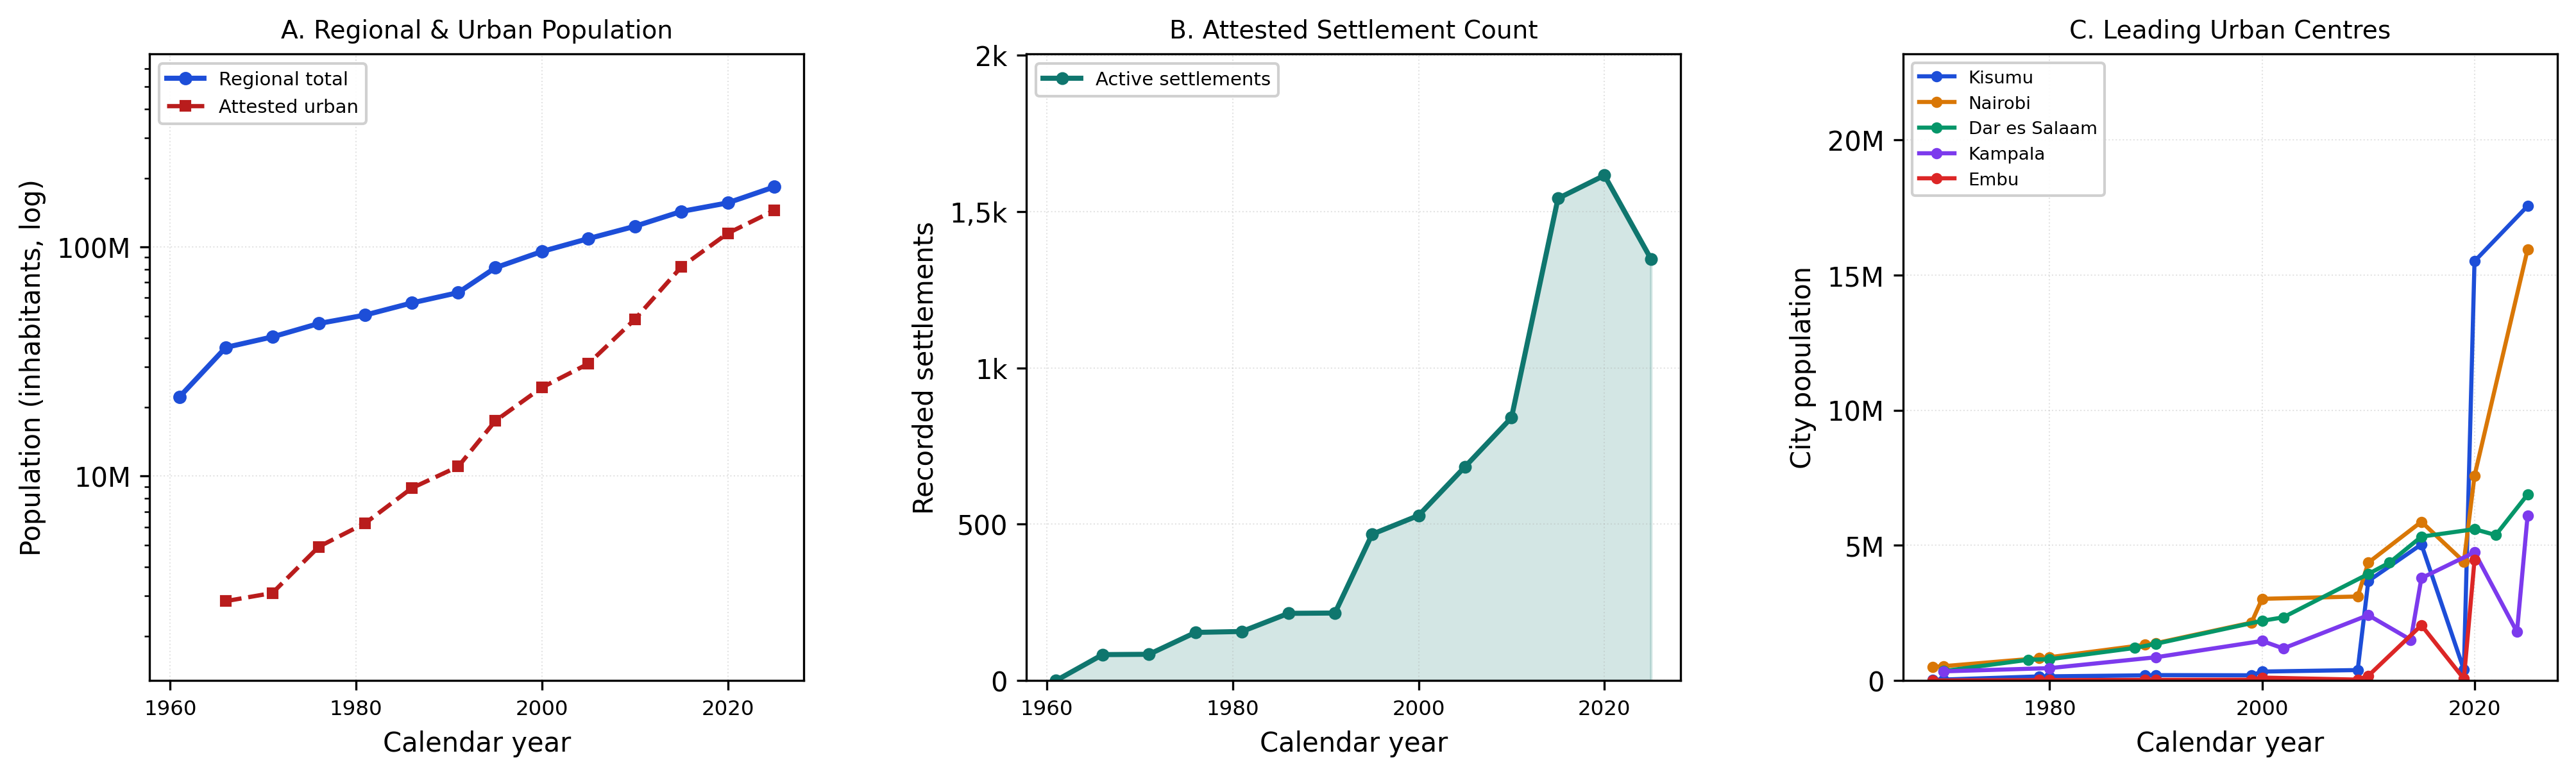 A. Regional & Urban Population
Regional total
Attested urban
Population (inhabitants, log)
100M
10M
1960
1980
2000
2020
Calendar year
B. Attested Settlement Count
Active settlements
Recorded settlements
2k
1,5k
1k
500
0
1960
1980
2000
2020
Calendar year
C. Leading Urban Centres
Kisumu
Nairobi
Dar es Salaam
Kampala
Embu
City population
20M
15M
10M
5M
0
1980
2000
2020
Calendar year